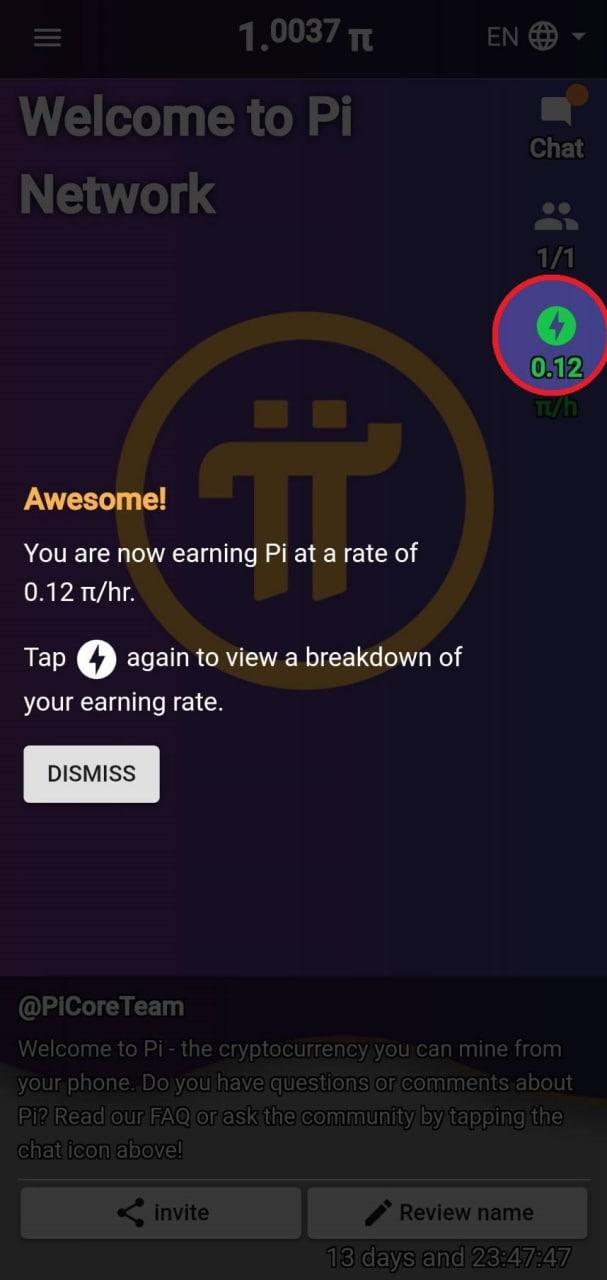 1.0037 π
EN
Welcome to Pi
Network
Chat
1/1
0.12
π/h
Awesome!
You are now earning Pi at a rate of
0.12 π/hr.
Tap again to view a breakdown of
your earning rate.
DISMISS
@PiCoreTeam
Welcome to Pi - the cryptocurrency you can mine from
your phone. Do you have questions or comments about
Pi? Read our FAQ or ask the community by tapping the
chat icon above!
invite
Review name
13 days and 23:47:47